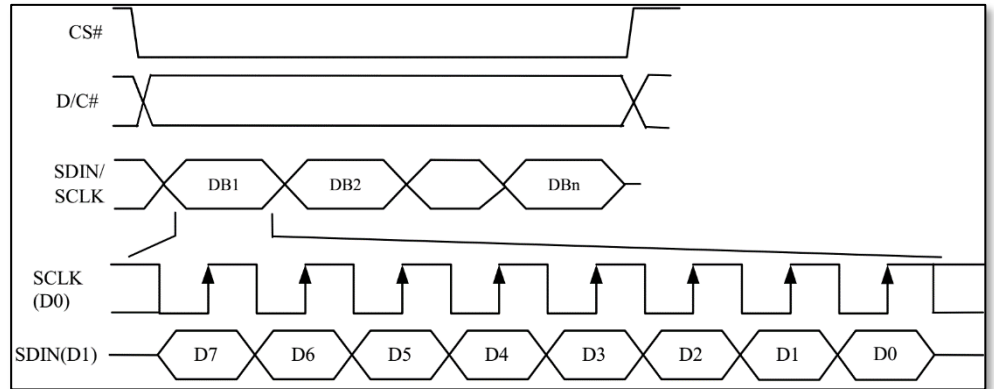 CS#
D/C#
SDIN/
SCLK
DB1 DB2 DBn
SCLK
(D0)
SDIN(D1) D7 D6 D5 D4 D3 D2 D1 D0